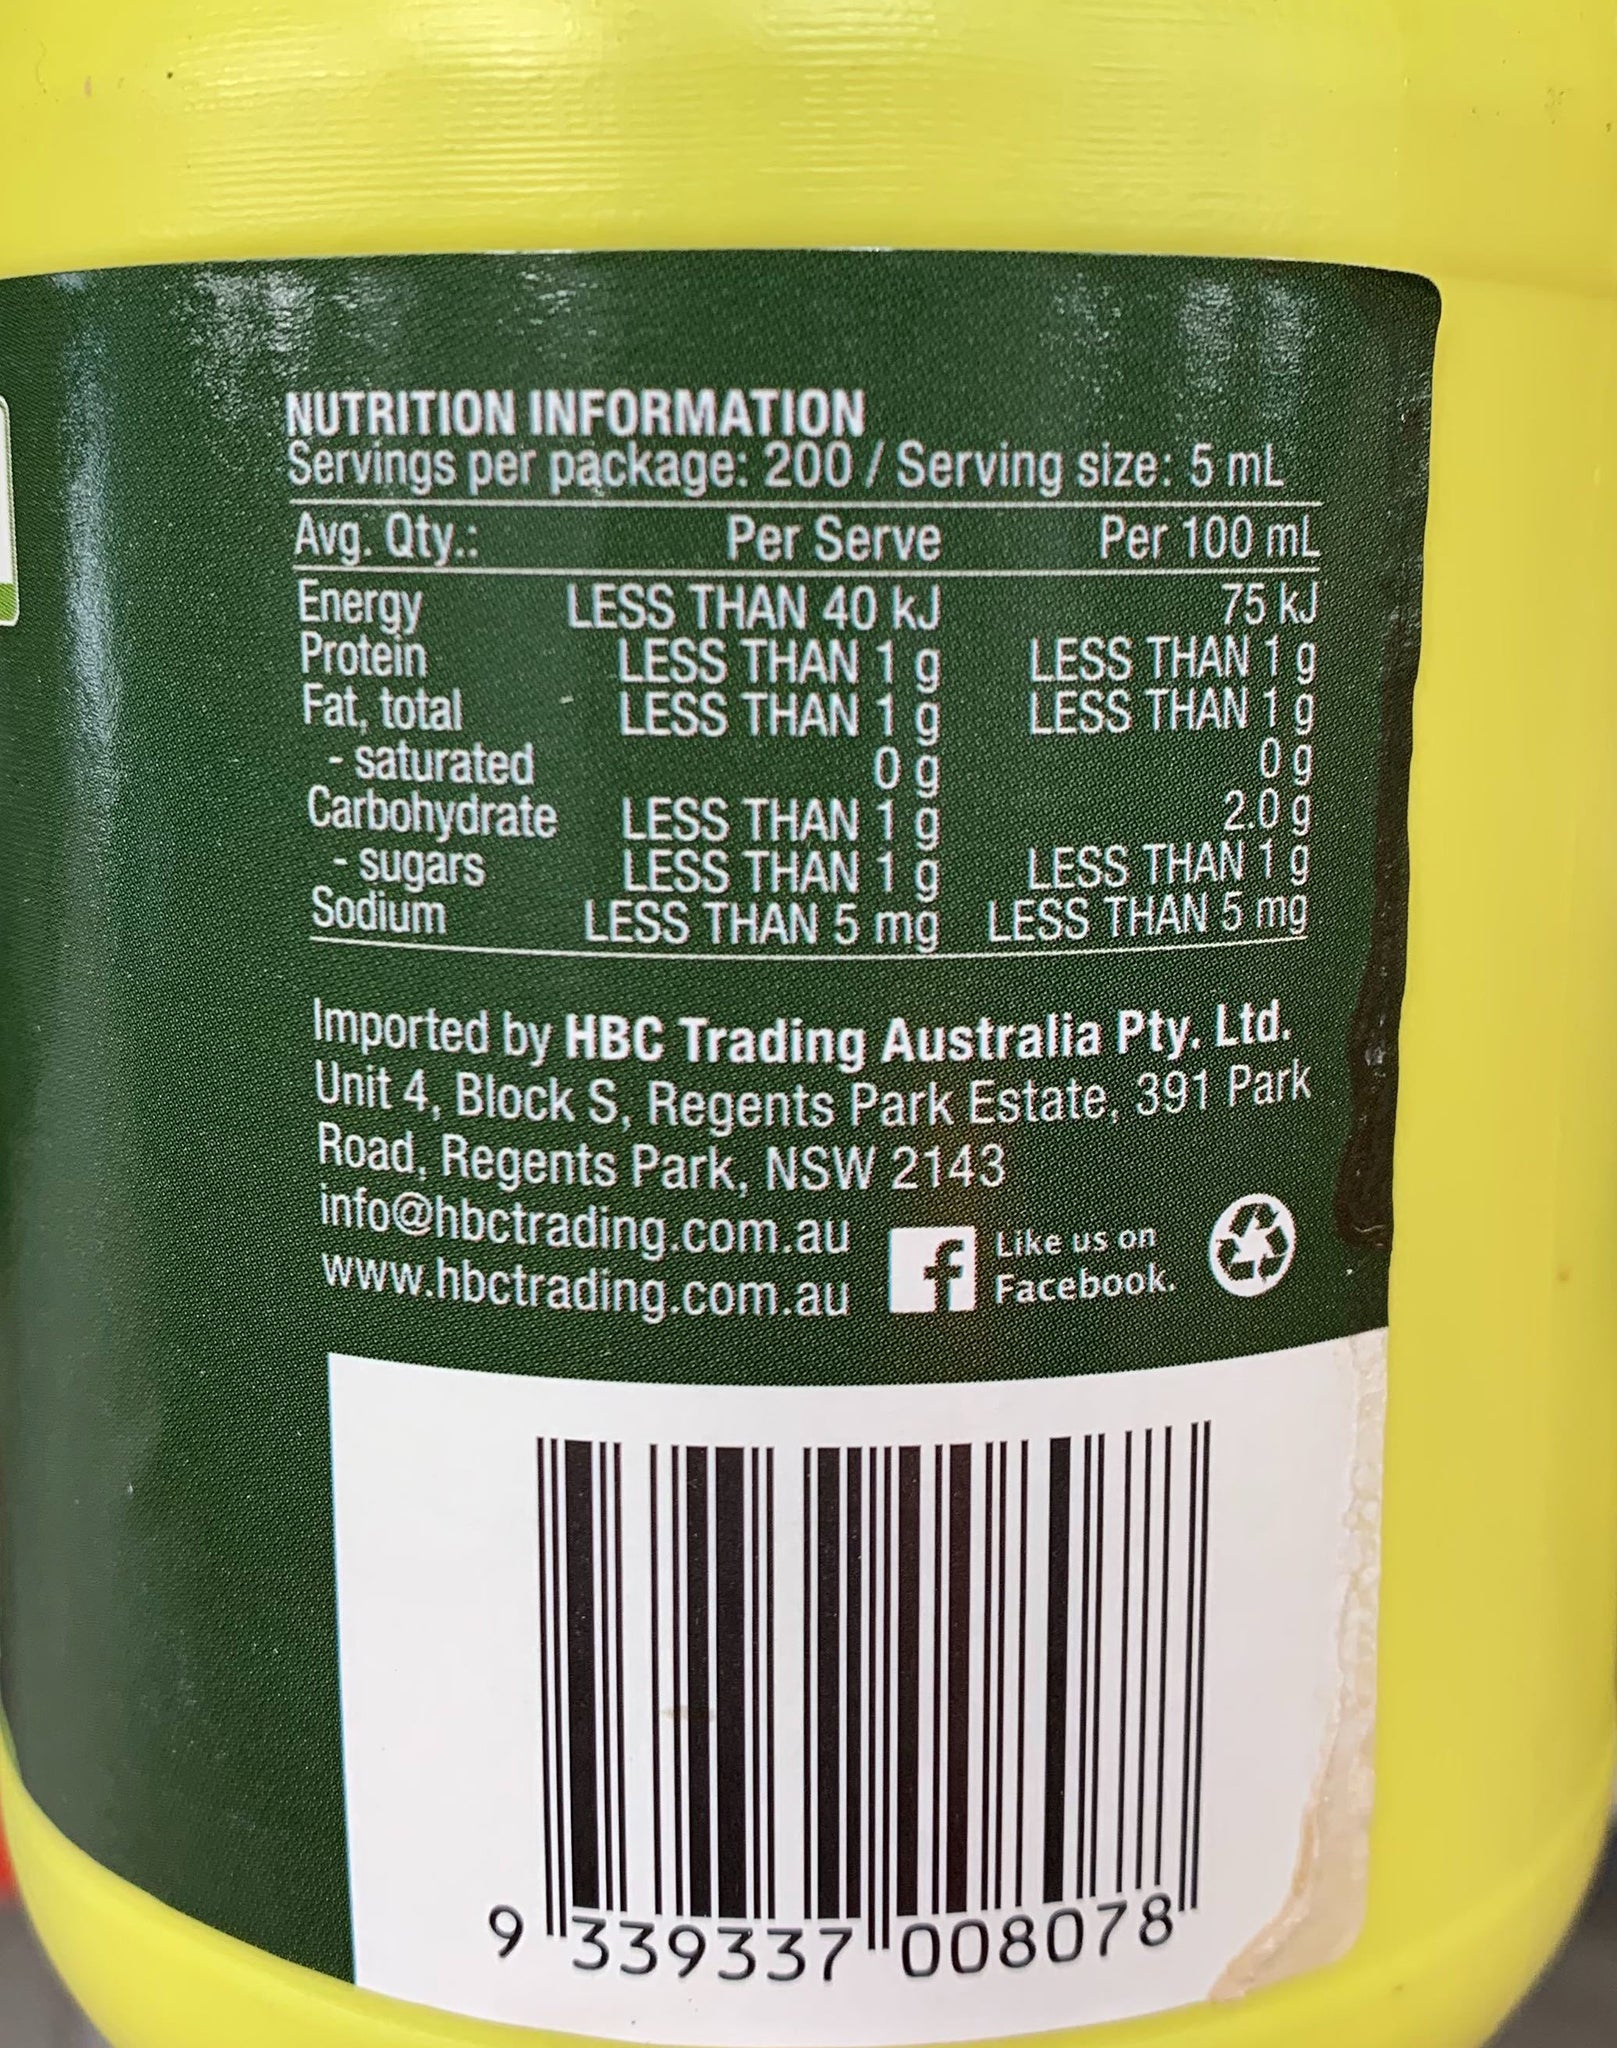 NUTRITION INFORMATION
Servings per package: 200 / Serving size: 5 mL
Avg. Qty.: Per Serve Per 100 mL
Energy LESS THAN 40 kJ 75 kJ
Protein LESS THAN 1 g LESS THAN 1 g
Fat, total LESS THAN 1 g LESS THAN 1 g
- saturated 0 g 0 g
Carbohydrate LESS THAN 1 g 2.0 g
- sugars LESS THAN 1 g LESS THAN 1 g
Sodium LESS THAN 5 mg LESS THAN 5 mg
Imported by HBC Trading Australia Pty. Ltd.
Unit 4, Block S, Regents Park Estate, 391 Park
Road, Regents Park, NSW 2143
info@hbctrading.com.au
www.hbctrading.com.au
f
Like us on
Facebook.
9 339337 008078